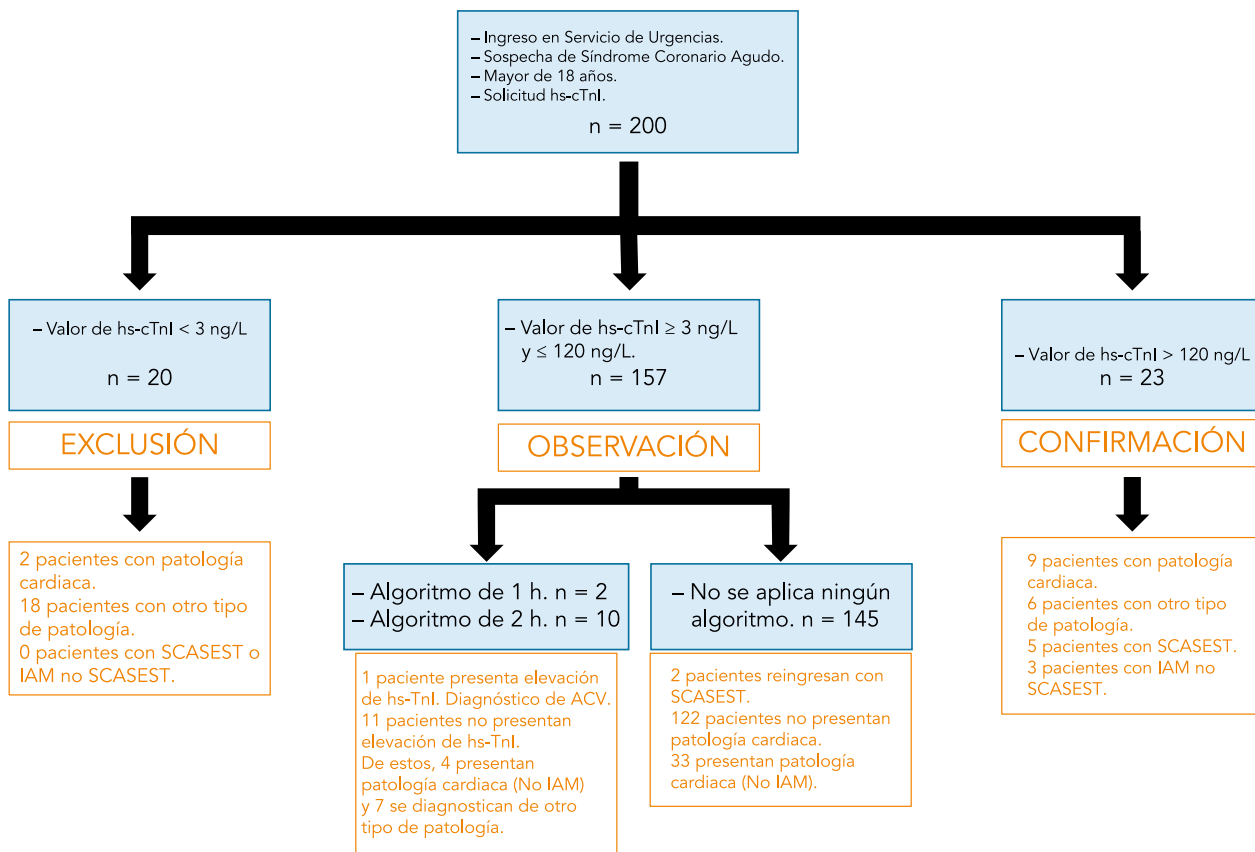 – Ingreso en Servicio de Urgencias.
– Sospecha de Síndrome Coronario Agudo.
– Mayor de 18 años.
– Solicitud hs-cTnI.
n = 200
– Valor de hs-cTnI < 3 ng/L
n = 20
– Valor de hs-cTnI ≥ 3 ng/L
y ≤ 120 ng/L.
n = 157
– Valor de hs-cTnI > 120 ng/L
n = 23
EXCLUSIÓN
OBSERVACIÓN
CONFIRMACIÓN
2 pacientes con patología
cardiaca.
18 pacientes con otro tipo
de patología.
0 pacientes con SCASEST o
IAM no SCASEST.
– Algoritmo de 1 h. n = 2
– Algoritmo de 2 h. n = 10
– No se aplica ningún
algoritmo. n = 145
9 pacientes con patología
cardiaca.
6 pacientes con otro tipo
de patología.
5 pacientes con SCASEST.
3 pacientes con IAM no
SCASEST.
1 paciente presenta elevación
de hs-TnI. Diagnóstico de ACV.
11 pacientes no presentan
elevación de hs-TnI.
De estos, 4 presentan
patología cardiaca (No IAM)
y 7 se diagnostican de otro
tipo de patología.
2 pacientes reingresan con
SCASEST.
122 pacientes no presentan
patología cardiaca.
33 presentan patología
cardiaca (No IAM).